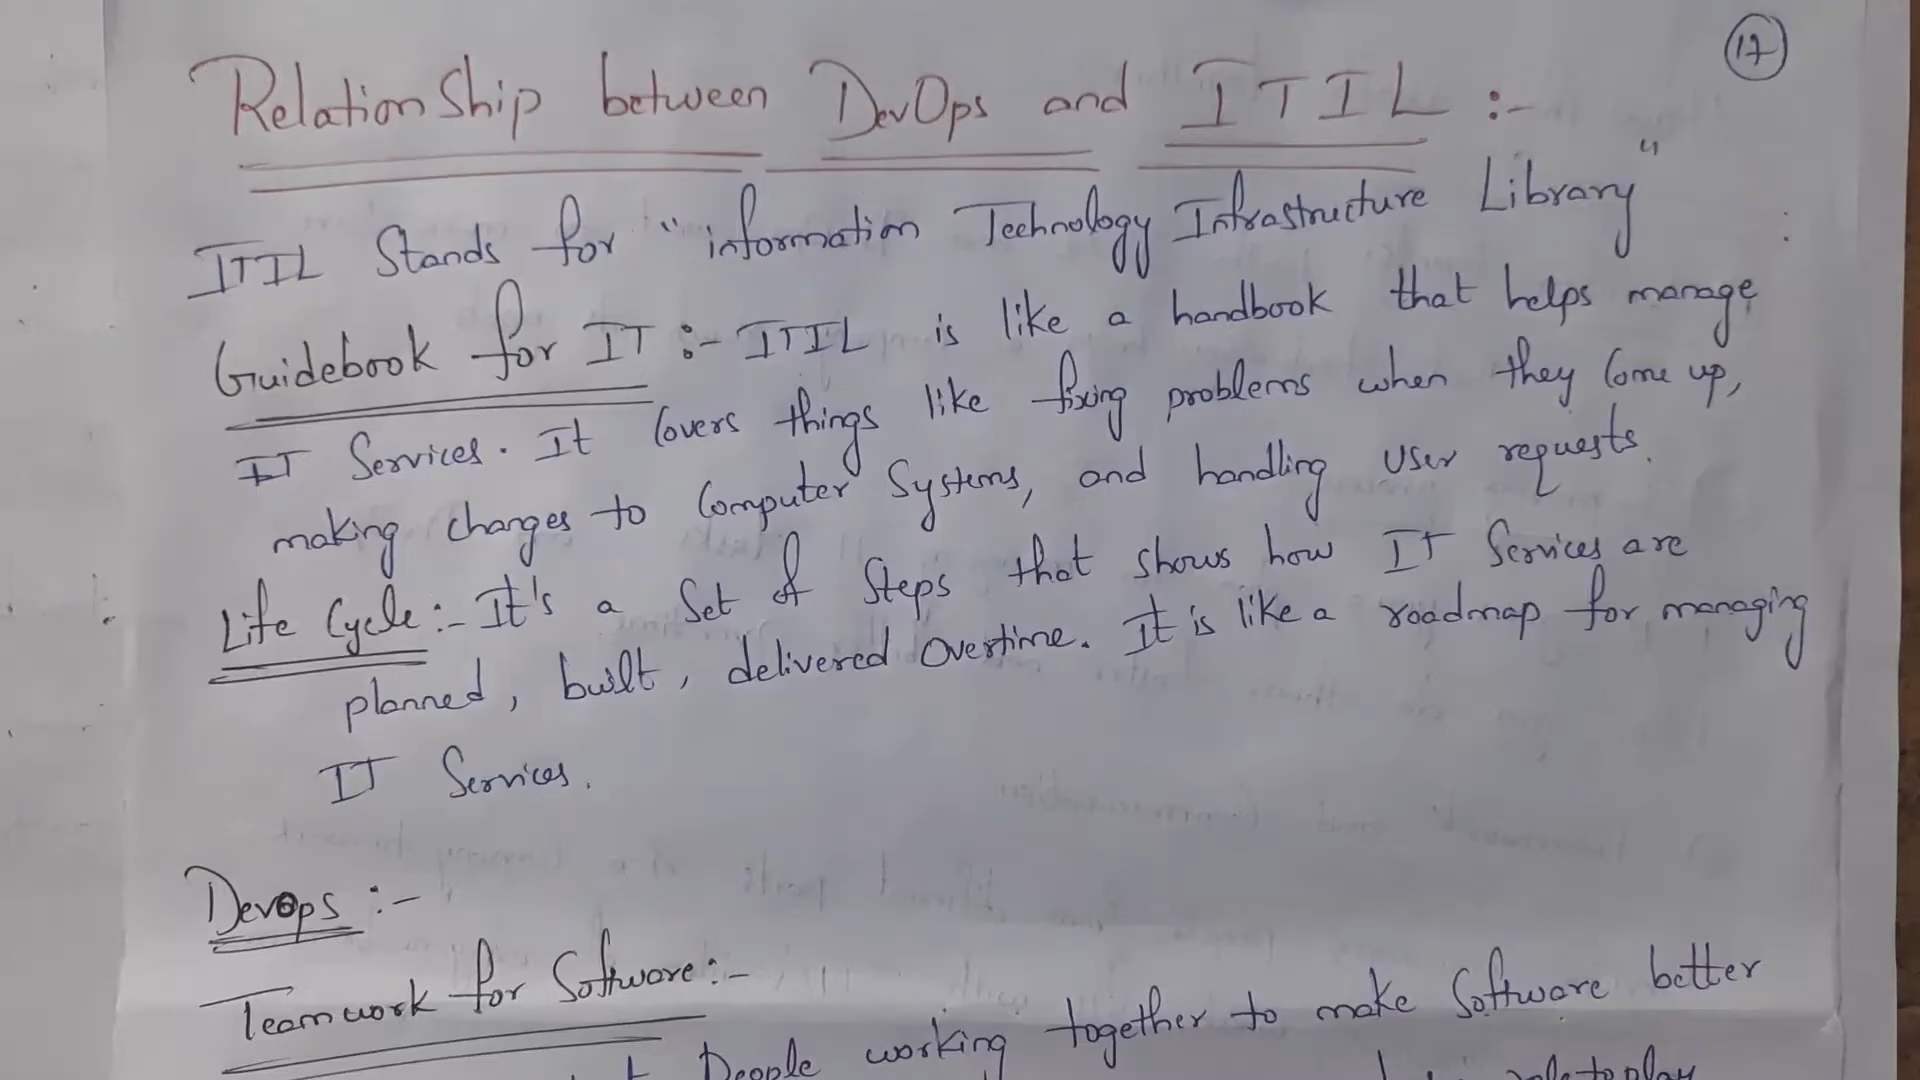 17
Relationship between DevOps and ITIL :-
ITIL Stands for "information Technology Infrastructure Library"
Guidebook for IT :- ITIL is like a handbook that helps manage
IT Services. It Covers things like fixing problems when they Come up,
making changes to Computer Systems, and handling user requests.
Life Cycle :- It's a Set of Steps that shows how IT Services are
planned, built, delivered Overtime. It is like a roadmap for managing
IT Services.
DevOps :-
Teamwork for Software :-
People working together to make Software better